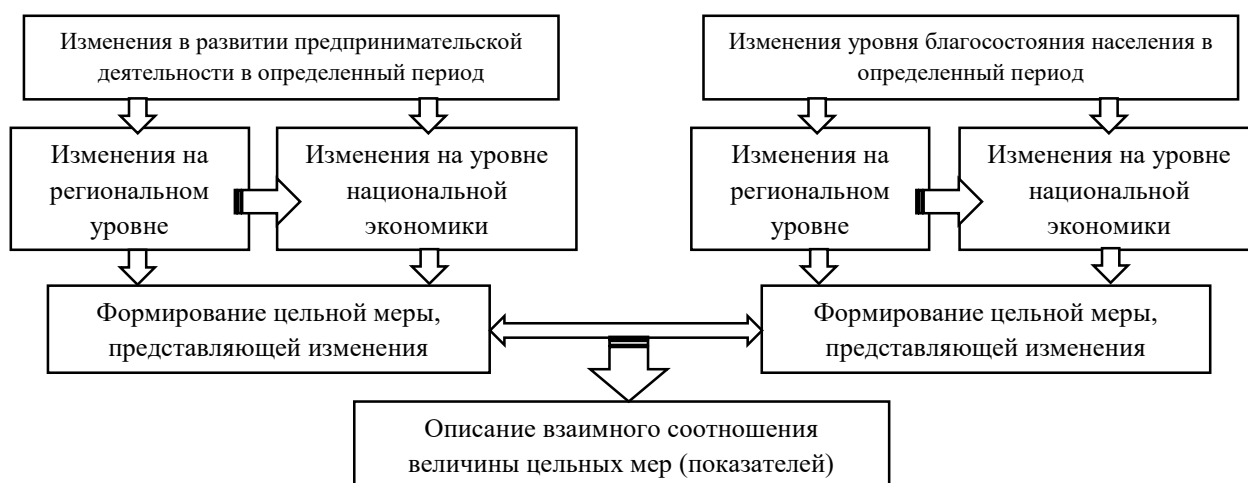 Изменения в развитии предпринимательской
деятельности в определенный период
Изменения уровня благосостояния населения в
определенный период
Изменения на
региональном
уровне
Изменения на уровне
национальной
экономики
Изменения на
региональном
уровне
Изменения на уровне
национальной
экономики
Формирование цельной меры,
представляющей изменения
Формирование цельной меры,
представляющей изменения
Описание взаимного соотношения
величины цельных мер (показателей)